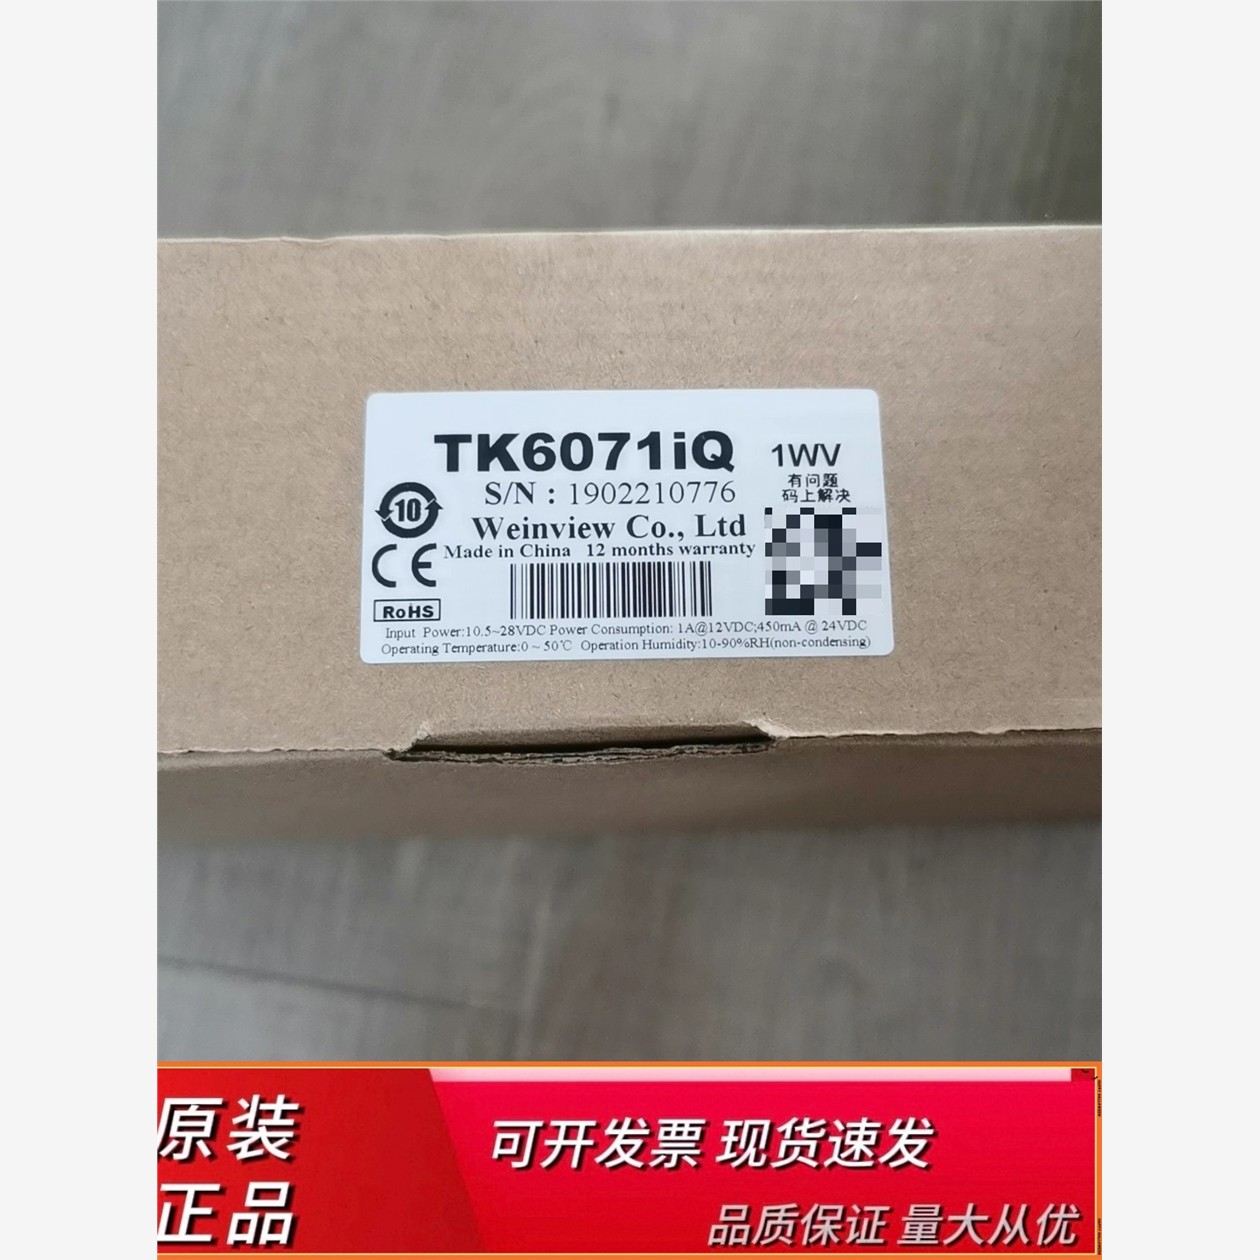 TK6071iQ
1WV
S/N : 1902210776
有问题
码上解决
10
Weinview Co., Ltd
CE
Made in China 12 months warranty
RoHS
Input Power:10.5~28VDC Power Consumption: 1A@12VDC;450mA @ 24VDC
Operating Temperature:0 ~ 50℃ Operation Humidity:10-90%RH(non-condensing)
原装
正品
可开发票 现货速发
品质保证 量大从优